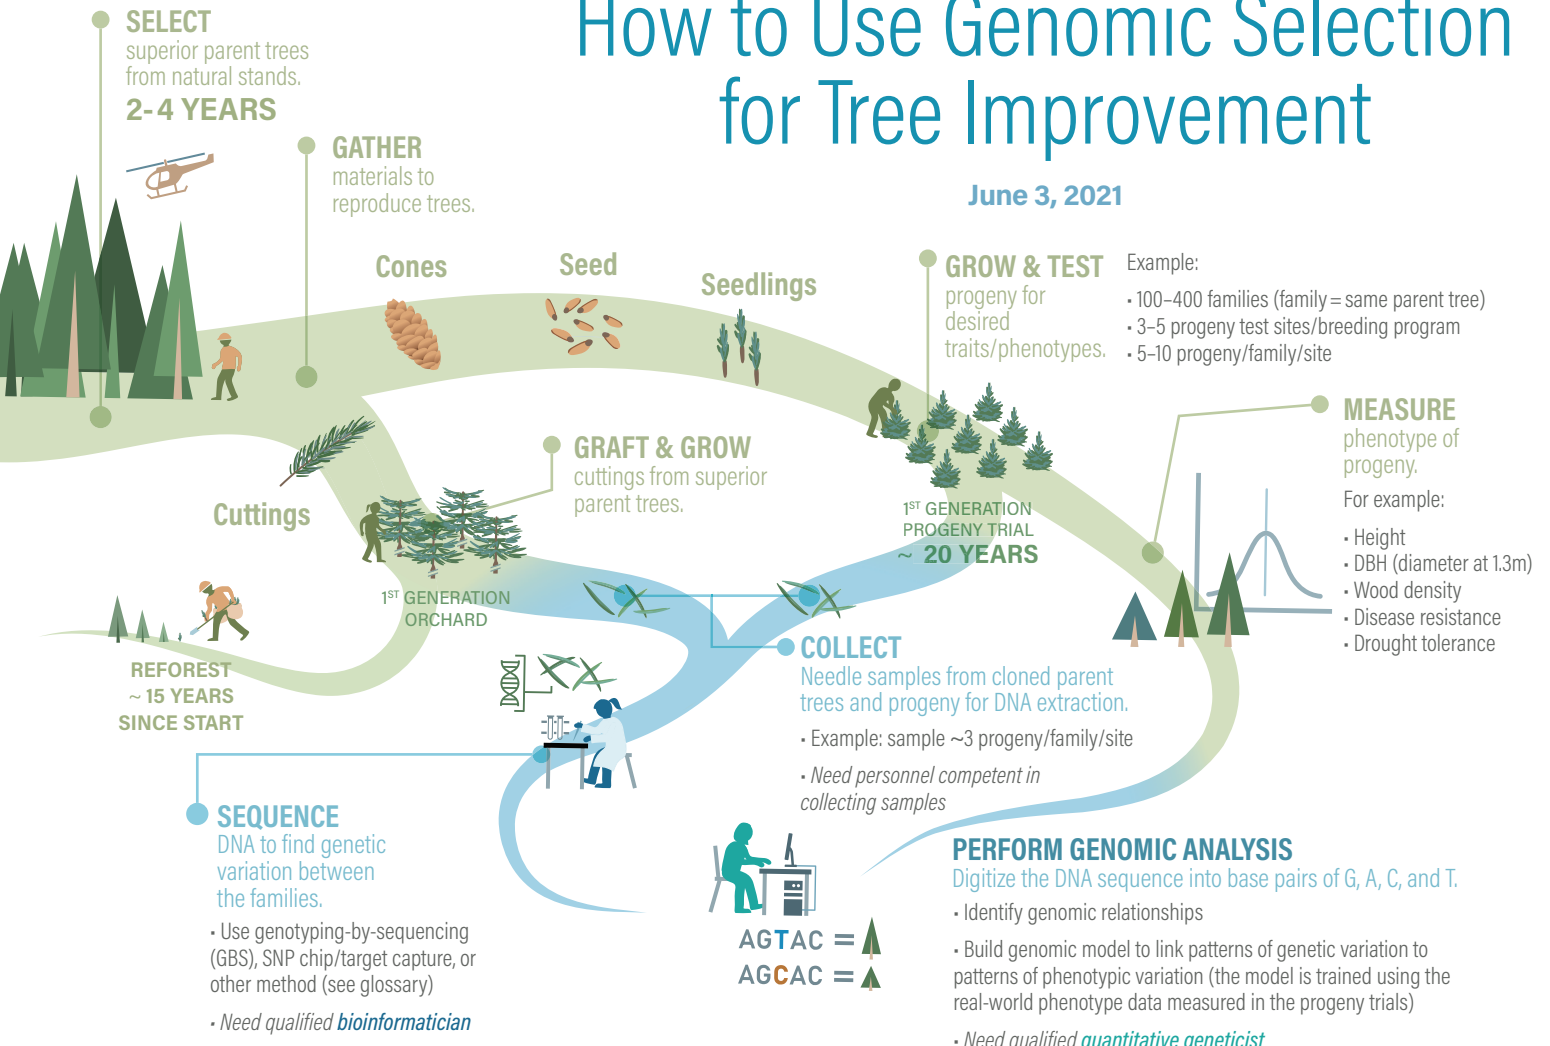 How to Use Genomic Selection
for Tree Improvement
June 3, 2021
SELECT
superior parent trees
from natural stands.
2- 4 YEARS
GATHER
materials to
reproduce trees.
Cones
Seed
Seedlings
GROW & TEST
progeny for
desired
traits/phenotypes.
Example:
· 100–400 families (family = same parent tree)
· 3–5 progeny test sites/breeding program
· 5–10 progeny/family/site
MEASURE
phenotype of
progeny.
For example:
· Height
· DBH (diameter at 1.3m)
· Wood density
· Disease resistance
· Drought tolerance
GRAFT & GROW
cuttings from superior
parent trees.
Cuttings
1ST GENERATION
PROGENY TRIAL
~ 20 YEARS
1ST GENERATION
ORCHARD
REFOREST
~ 15 YEARS
SINCE START
COLLECT
Needle samples from cloned parent
trees and progeny for DNA extraction.
· Example: sample ~3 progeny/family/site
· Need personnel competent in
collecting samples
SEQUENCE
DNA to find genetic
variation between
the families.
· Use genotyping-by-sequencing
(GBS), SNP chip/target capture, or
other method (see glossary)
· Need qualified bioinformatician
AGTAC =
AGCAC =
PERFORM GENOMIC ANALYSIS
Digitize the DNA sequence into base pairs of G, A, C, and T.
· Identify genomic relationships
· Build genomic model to link patterns of genetic variation to
patterns of phenotypic variation (the model is trained using the
real-world phenotype data measured in the progeny trials)
· Need qualified quantitative geneticist